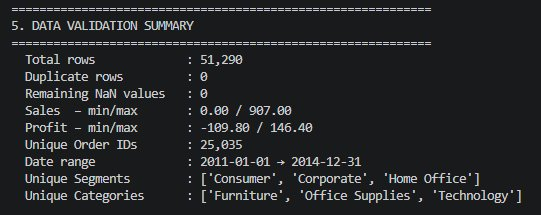 ============================================================
5. DATA VALIDATION SUMMARY
============================================================
Total rows : 51,290
Duplicate rows : 0
Remaining NaN values : 0
Sales – min/max : 0.00 / 907.00
Profit – min/max : -109.80 / 146.40
Unique Order IDs : 25,035
Date range : 2011-01-01 → 2014-12-31
Unique Segments : ['Consumer', 'Corporate', 'Home Office']
Unique Categories : ['Furniture', 'Office Supplies', 'Technology']